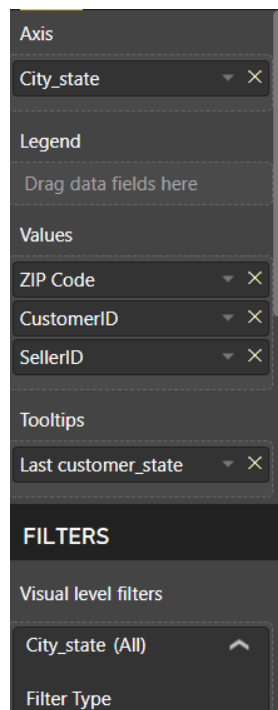 Axis
City_state
Legend
Drag data fields here
Values
ZIP Code
CustomerID
SellerID
Tooltips
Last customer_state
FILTERS
Visual level filters
City_state (All)
Filter Type